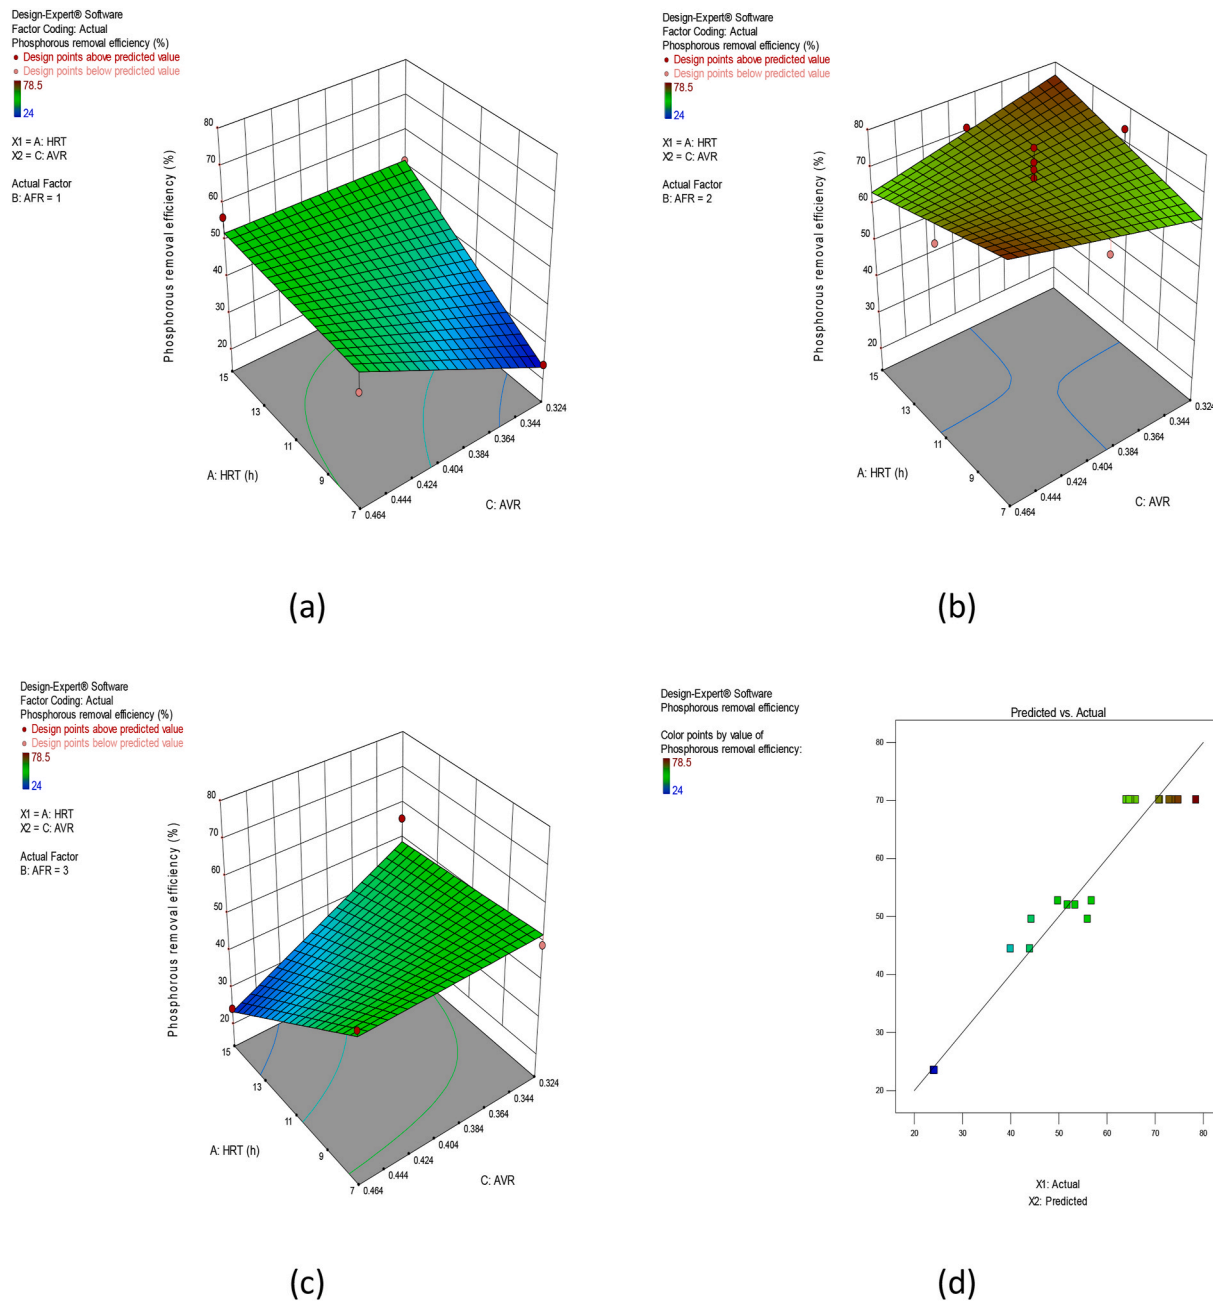 Design-Expert® Software
Factor Coding: Actual
Phosphorous removal efficiency (%)
Design points above predicted value
Design points below predicted value
78.5
24
X1 = A: HRT
X2 = C: AVR
Actual Factor
B: AFR = 1
Phosphorous removal efficiency (%)
80
70
60
50
40
30
20
15
13
11
9
7
A: HRT (h)
0.464
0.444
0.424
0.404
0.384
0.364
0.344
0.324
C: AVR
(a)
Design-Expert® Software
Factor Coding: Actual
Phosphorous removal efficiency (%)
Design points above predicted value
Design points below predicted value
78.5
24
X1 = A: HRT
X2 = C: AVR
Actual Factor
B: AFR = 2
Phosphorous removal efficiency (%)
80
70
60
50
40
30
20
15
13
11
9
7
A: HRT (h)
0.464
0.444
0.424
0.404
0.384
0.364
0.344
0.324
C: AVR
(b)
Design-Expert® Software
Factor Coding: Actual
Phosphorous removal efficiency (%)
Design points above predicted value
Design points below predicted value
78.5
24
X1 = A: HRT
X2 = C: AVR
Actual Factor
B: AFR = 3
Phosphorous removal efficiency (%)
80
70
60
50
40
30
20
15
13
11
9
7
A: HRT (h)
0.464
0.444
0.424
0.404
0.384
0.364
0.344
0.324
C: AVR
(c)
Design-Expert® Software
Phosphorous removal efficiency
Color points by value of
Phosphorous removal efficiency:
78.5
24
Predicted vs. Actual
80
70
60
50
40
30
20
20
30
40
50
60
70
80
X1: Actual
X2: Predicted
(d)